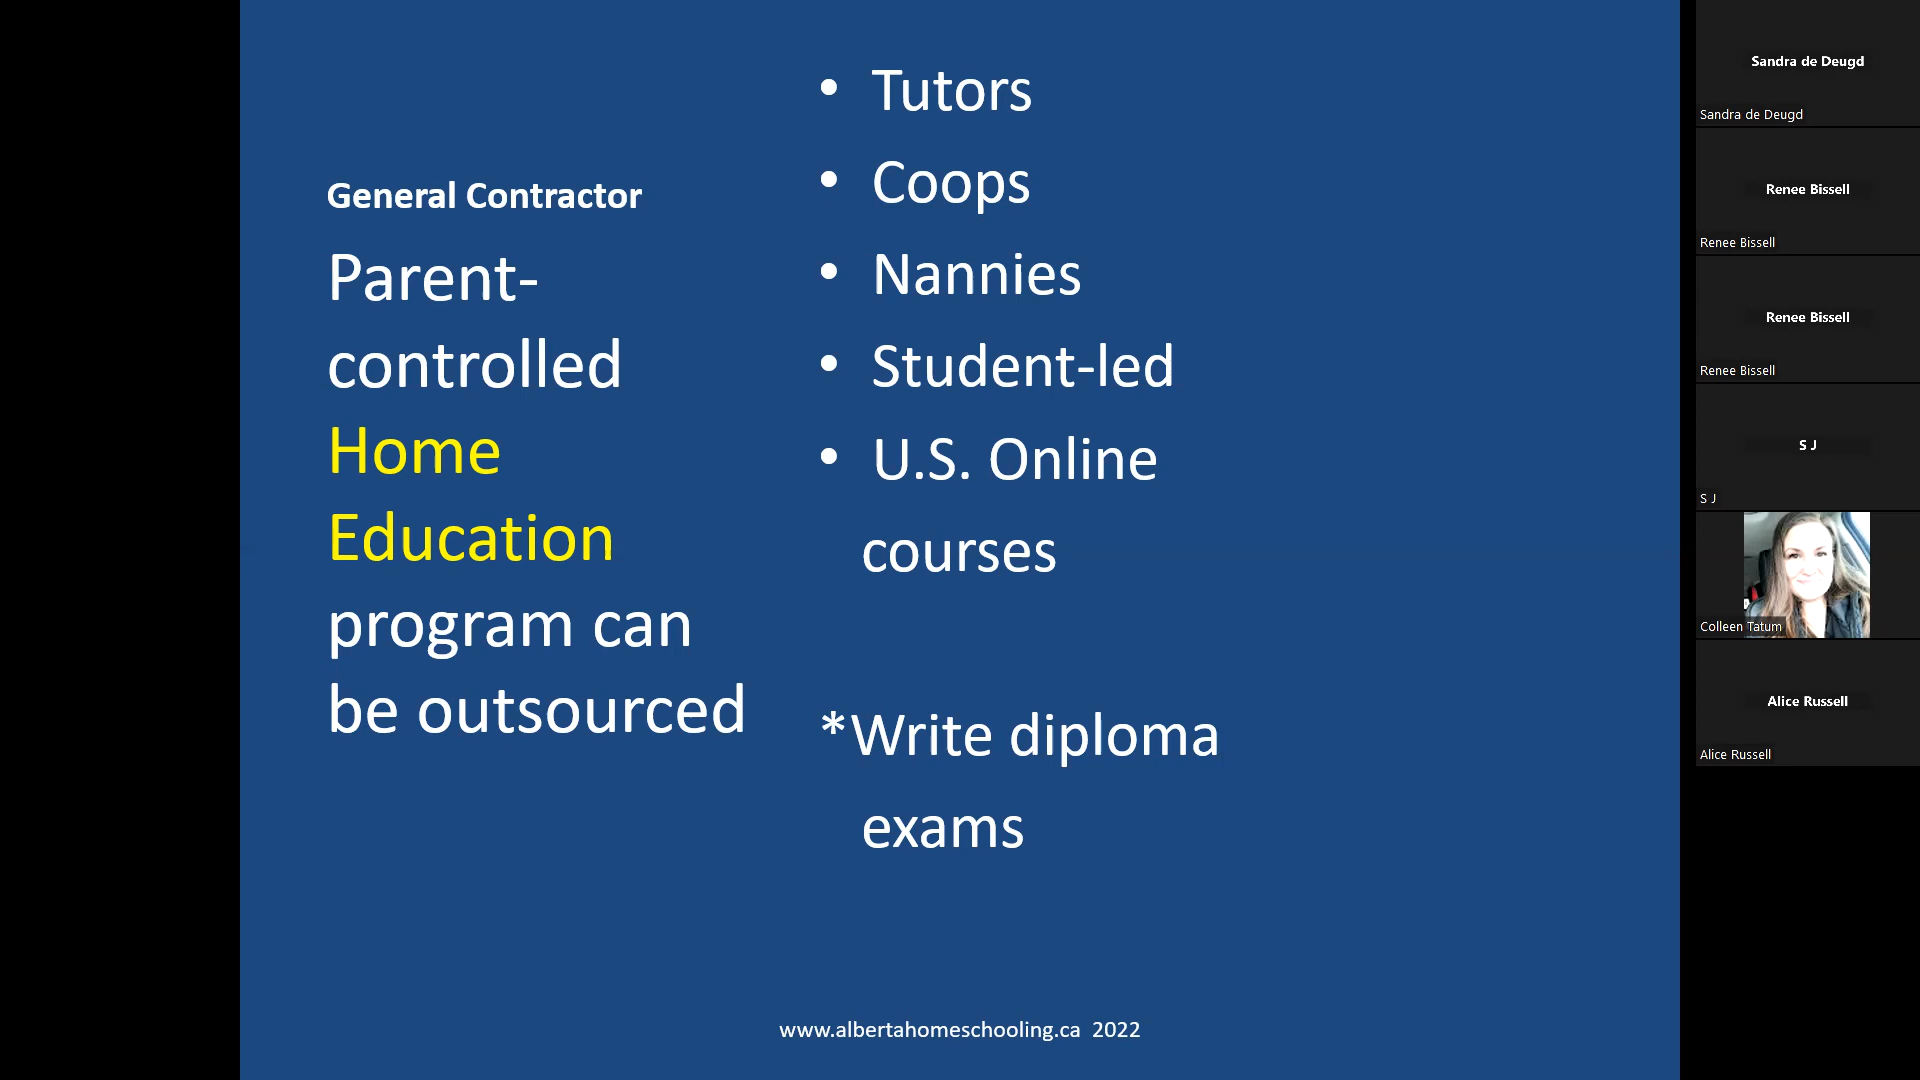 General Contractor
Parent-
controlled
Home
Education
program can
be outsourced
• Tutors
• Coops
• Nannies
• Student-led
• U.S. Online
courses
*Write diploma
exams
www.albertahomeschooling.ca 2022
Sandra de Deugd
Sandra de Deugd
Renee Bissell
Renee Bissell
Renee Bissell
Renee Bissell
S J
S J
Colleen Tatum
Alice Russell
Alice Russell